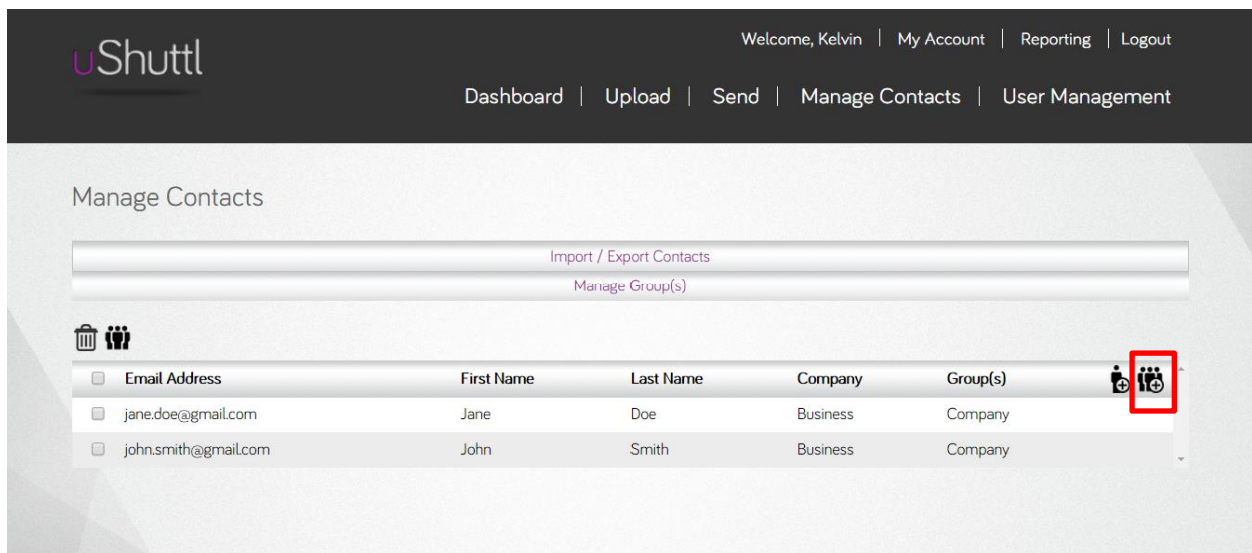 uShuttl
Welcome, Kelvin | My Account | Reporting | Logout
Dashboard | Upload | Send | Manage Contacts | User Management
Manage Contacts
Import / Export Contacts
Manage Group(s)
Email Address First Name Last Name Company Group(s)
jane.doe@gmail.com Jane Doe Business Company
john.smith@gmail.com John Smith Business Company